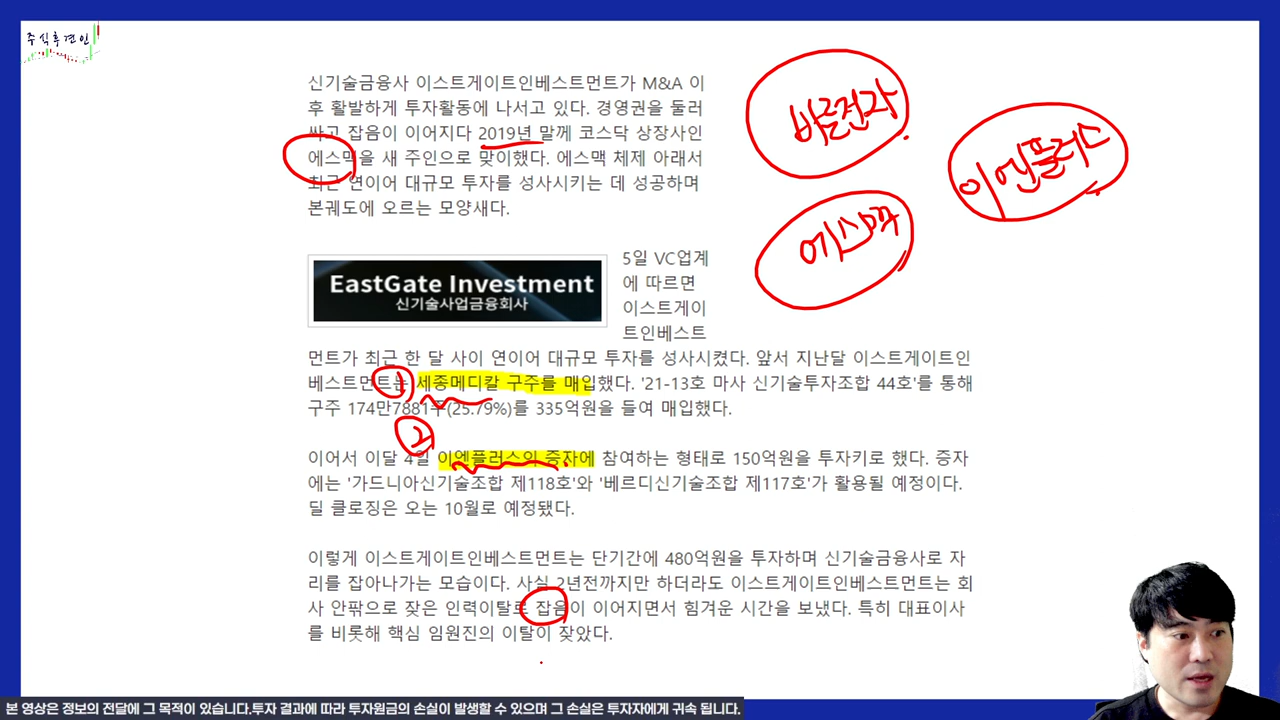 주식후견인
신기술금융사 이스트게이트인베스트먼트가 M&A 이
후 활발하게 투자활동에 나서고 있다. 경영권을 둘러
싸고 잡음이 이어지다 2019년 말께 코스닥 상장사인
에스맥을 새 주인으로 맞이했다. 에스맥 체제 아래서
최근 연이어 대규모 투자를 성사시키는 데 성공하며
본궤도에 오르는 모양새다.
바른전자
이엔플러스
에스맥
EastGate Investment
신기술사업금융회사
5일 VC업계
에 따르면
이스트게이
트인베스트
먼트가 최근 한 달 사이 연이어 대규모 투자를 성사시켰다. 앞서 지난달 이스트게이트인
베스트먼트는 세종메디칼 구주를 매입했다. '21-13호 마사 신기술투자조합 44호'를 통해
구주 174만7881주(25.79%)를 335억원을 들여 매입했다.
1
2
이어서 이달 4일 이엔플러스의 증자에 참여하는 형태로 150억원을 투자키로 했다. 증자
에는 '가드니아신기술조합 제118호'와 '베르디신기술조합 제117호'가 활용될 예정이다.
딜 클로징은 오는 10월로 예정됐다.
이렇게 이스트게이트인베스트먼트는 단기간에 480억원을 투자하며 신기술금융사로 자
리를 잡아나가는 모습이다. 사실 2년전까지만 하더라도 이스트게이트인베스트먼트는 회
사 안팎으로 잦은 인력이탈로 잡음이 이어지면서 힘겨운 시간을 보냈다. 특히 대표이사
를 비롯해 핵심 임원진의 이탈이 잦았다.
본 영상은 정보의 전달에 그 목적이 있습니다.투자 결과에 따라 투자원금의 손실이 발생할 수 있으며 그 손실은 투자자에게 귀속 됩니다.